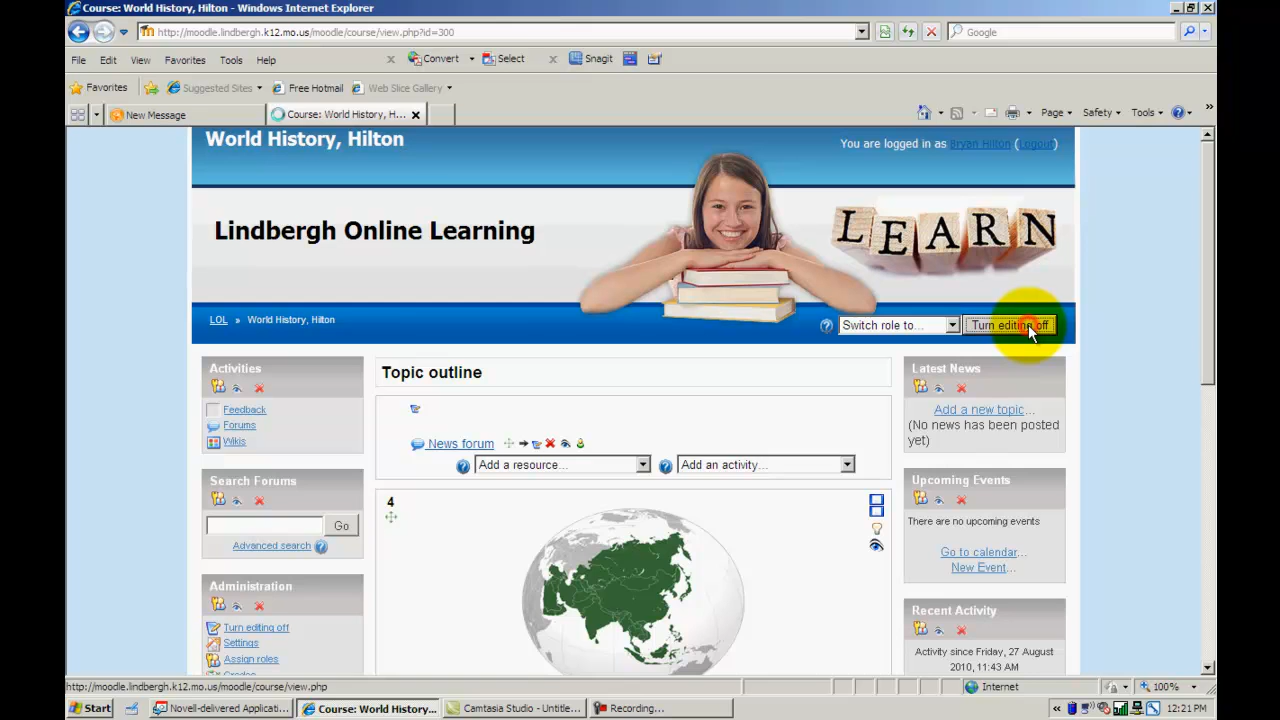 Course: World History, Hilton - Windows Internet Explorer
http://moodle.lindbergh.k12.mo.us/moodle/course/view.php?id=300
Google
File Edit View Favorites Tools Help
Convert Select Snagit
Favorites Suggested Sites Free Hotmail Web Slice Gallery
New Message Course: World History, H... Page Safety Tools
World History, Hilton
You are logged in as Bryan Hilton (Logout)
Lindbergh Online Learning
LEARN
LOL » World History, Hilton
Switch role to... Turn editing off
Activities
Feedback
Forums
Wikis
Search Forums
Go
Advanced search
Administration
Turn editing off
Settings
Assign roles
Topic outline
News forum
Add a resource... Add an activity...
4
Latest News
Add a new topic...
(No news has been posted
yet)
Upcoming Events
There are no upcoming events
Go to calendar...
New Event...
Recent Activity
Activity since Friday, 27 August
2010, 11:43 AM
http://moodle.lindbergh.k12.mo.us/moodle/course/view.php
Internet 100%
Start Novell-delivered Applicati... Course: World History... Camtasia Studio - Untitle... Recording... 12:21 PM